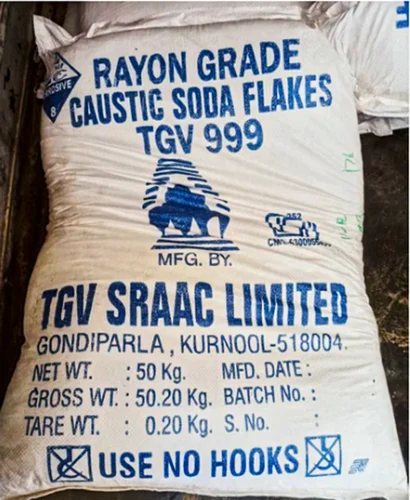 RAYON GRADE
CAUSTIC SODA FLAKES
TGV 999
MFG. BY.
TGV SRAAC LIMITED
GONDIPARLA, KURNOOL-518004.
NET WT. : 50 Kg. MFD. DATE :
GROSS WT. : 50.20 Kg. BATCH No. :
TARE WT. : 0.20 Kg. S. No. :
USE NO HOOKS
8
252